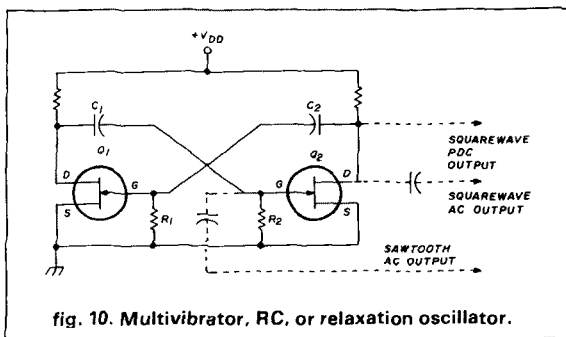 +VDD
C1
C2
Q1
Q2
D
G
S
R1
R2
G
D
S
SQUAREWAVE
PDC
OUTPUT
SQUAREWAVE
AC OUTPUT
SAWTOOTH
AC OUTPUT
fig. 10. Multivibrator, RC, or relaxation oscillator.